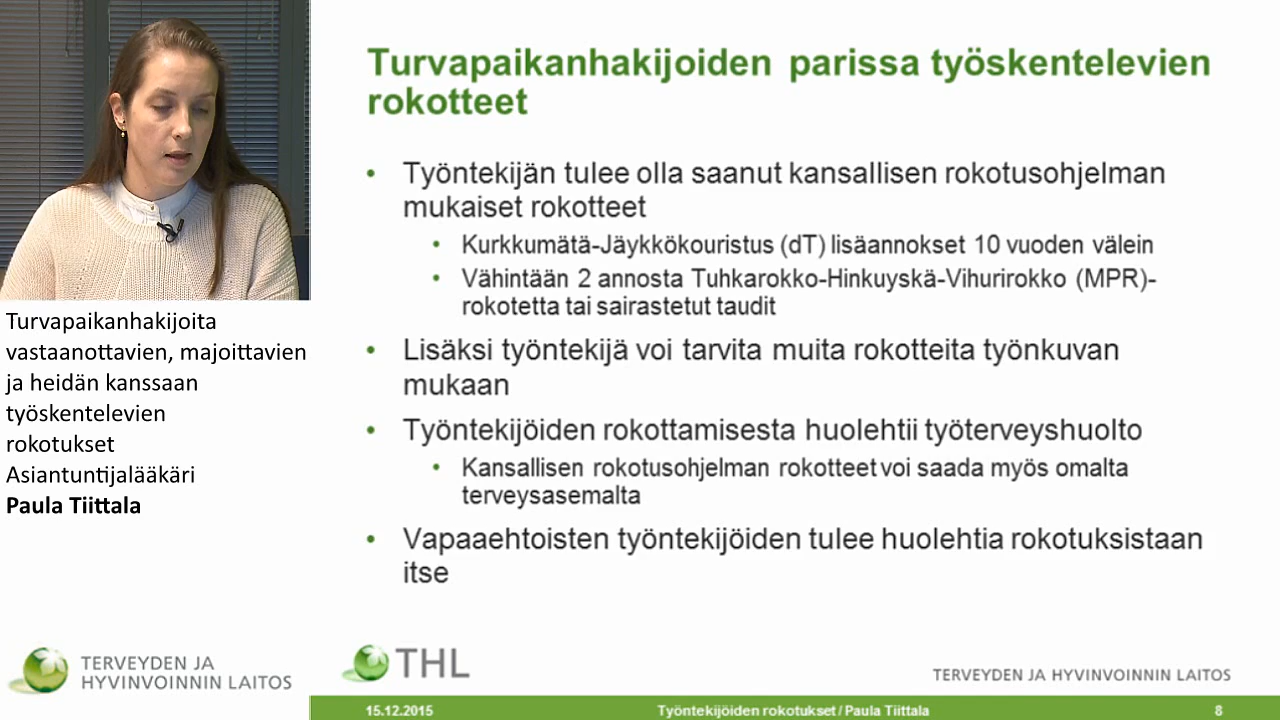 Turvapaikanhakijoita
vastaanottavien, majoittavien
ja heidän kanssaan
työskentelevien
rokotukset
Asiantuntijalääkäri
Paula Tiittala
TERVEYDEN JA
HYVINVOINNIN LAITOS
Turvapaikanhakijoiden parissa työskentelevien
rokotteet
• Työntekijän tulee olla saanut kansallisen rokotusohjelman
mukaiset rokotteet
• Kurkkumätä-Jäykkökouristus (dT) lisäannokset 10 vuoden välein
• Vähintään 2 annosta Tuhkarokko-Hinkuyskä-Vihurirokko (MPR)-
rokotetta tai sairastetut taudit
• Lisäksi työntekijä voi tarvita muita rokotteita työnkuvan
mukaan
• Työntekijöiden rokottamisesta huolehtii työterveyshuolto
• Kansallisen rokotusohjelman rokotteet voi saada myös omalta
terveysasemalta
• Vapaaehtoisten työntekijöiden tulee huolehtia rokotuksistaan
itse
THL
TERVEYDEN JA HYVINVOINNIN LAITOS
15.12.2015
Työntekijöiden rokotukset / Paula Tiittala
8